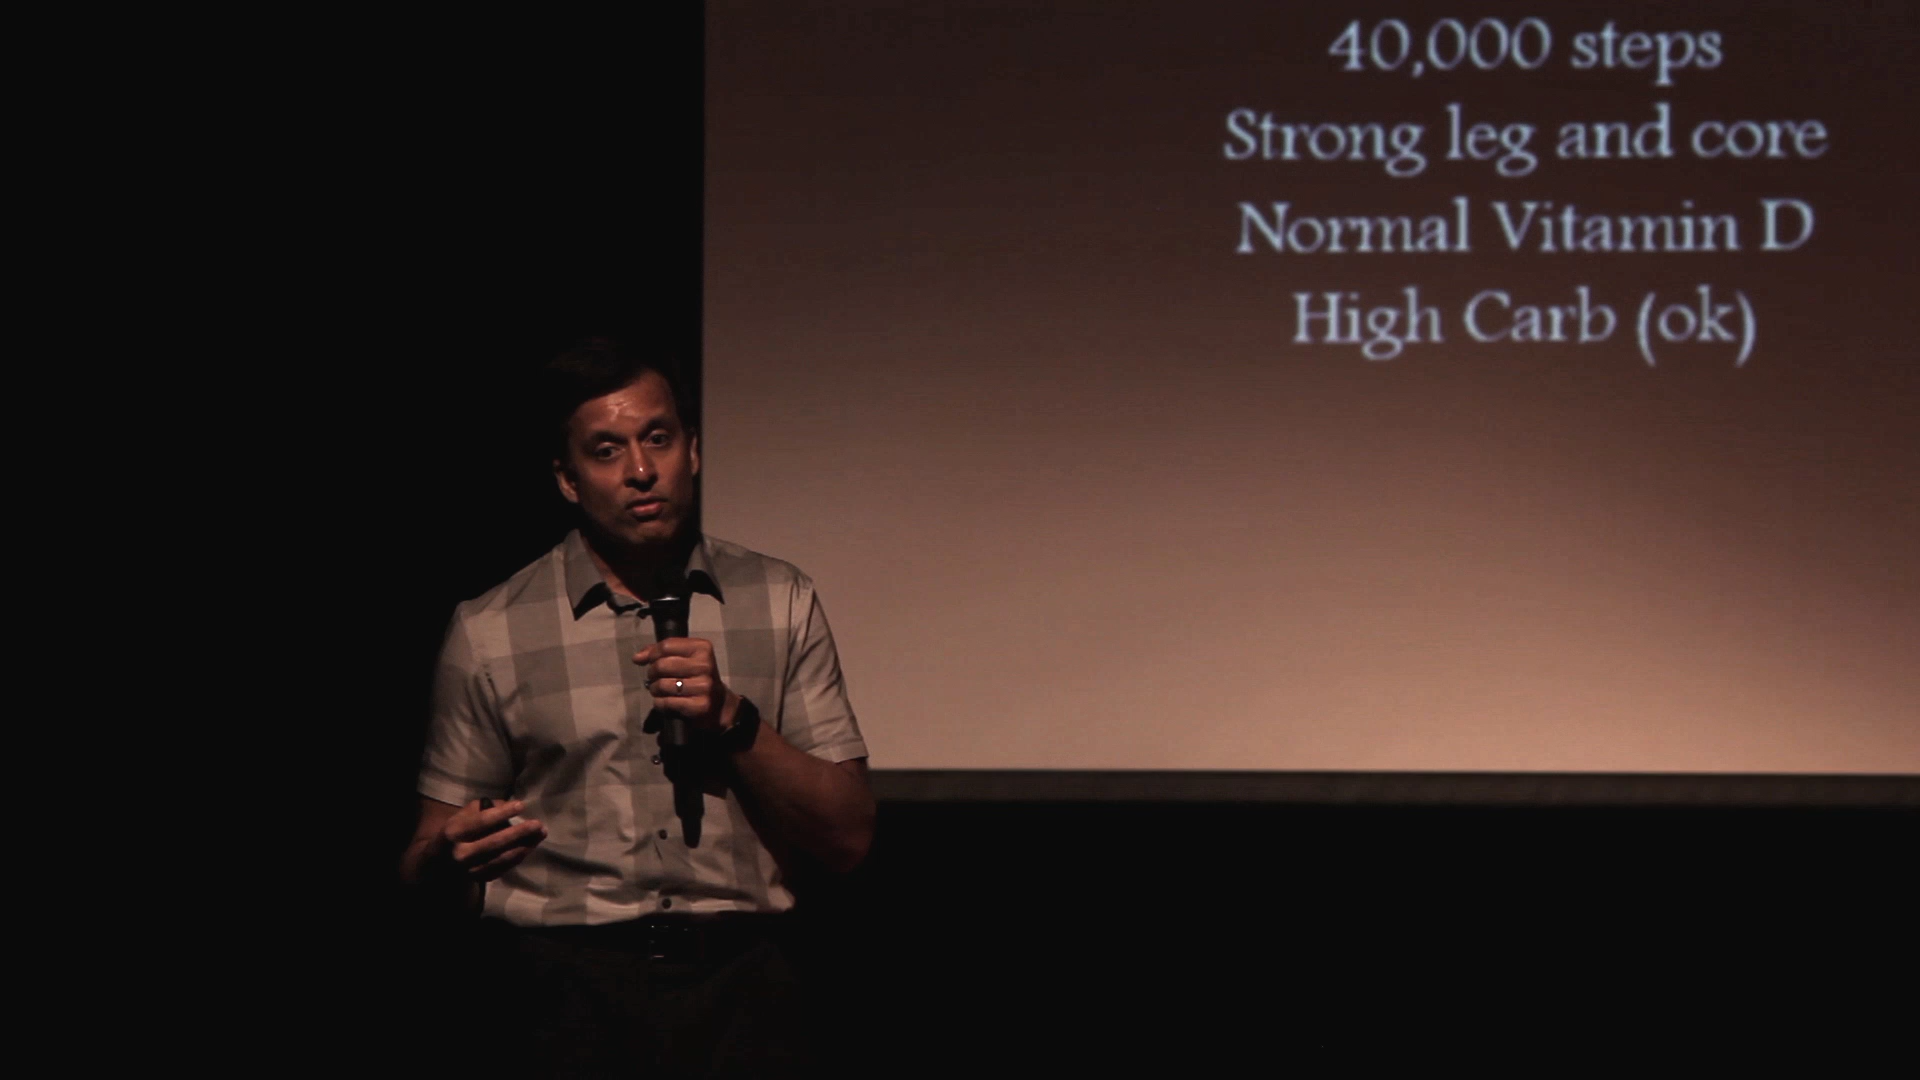 40,000 steps
Strong leg and core
Normal Vitamin D
High Carb (ok)